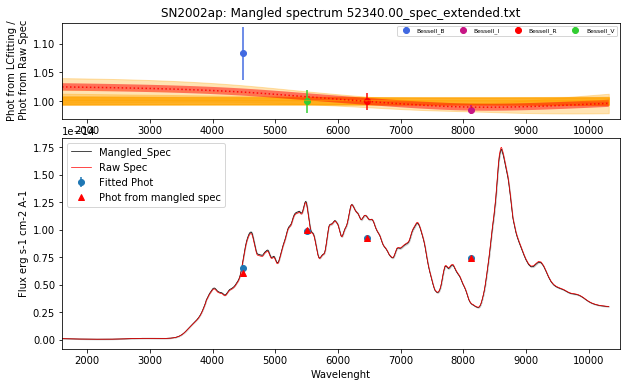 SN2002ap: Mangled spectrum 52340.00_spec_extended.txt
Phot from LCfitting /
Phot from Raw Spec
1.10
1.05
1.00
Bessell_B
Bessell_I
Bessell_R
Bessell_V
2000 3000 4000 5000 6000 7000 8000 9000 10000
1e−14
Flux erg s-1 cm-2 A-1
1.75
1.50
1.25
1.00
0.75
0.50
0.25
0.00
Mangled_Spec
Raw Spec
Fitted Phot
Phot from mangled spec
2000 3000 4000 5000 6000 7000 8000 9000 10000
Wavelenght